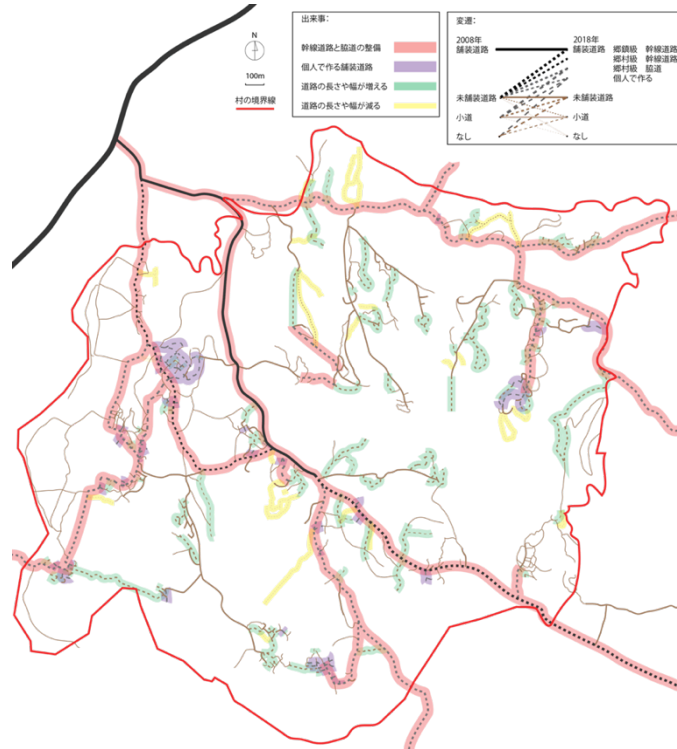 N
100m
村の境界線
出来事:
幹線道路と脇道の整備
個人で作る舗装道路
道路の長さや幅が増える
道路の長さや幅が減る
変遷:
2008年
2018年
舗装道路
舗装道路
郷鎮級 幹線道路
郷村級 幹線道路
郷村級 脇道
個人で作る
未舗装道路
未舗装道路
小道
小道
なし
なし